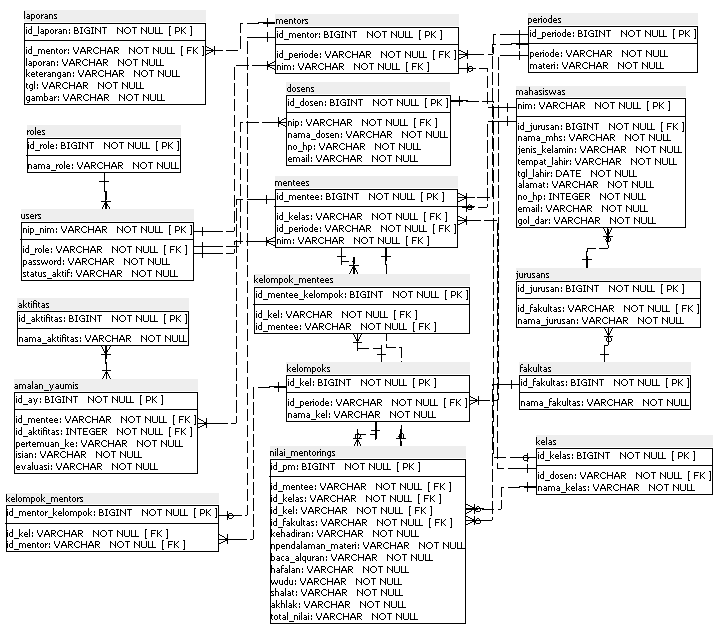 laporans
id_laporan: BIGINT NOT NULL [ PK ]
id_mentor: VARCHAR NOT NULL [ FK ]
laporan: VARCHAR NOT NULL
keterangan: VARCHAR NOT NULL
tgl: VARCHAR NOT NULL
gambar: VARCHAR NOT NULL
mentors
id_mentor: BIGINT NOT NULL [ PK ]
id_periode: VARCHAR NOT NULL [ FK ]
nim: VARCHAR NOT NULL [ FK ]
periodes
id_periode: BIGINT NOT NULL [ PK ]
periode: VARCHAR NOT NULL
materi: VARCHAR NOT NULL
dosens
id_dosen: BIGINT NOT NULL [ PK ]
nip: VARCHAR NOT NULL
nama_dosen: VARCHAR NOT NULL
no_hp: VARCHAR NOT NULL
email: VARCHAR NOT NULL
mahasiswas
nim: VARCHAR NOT NULL [ PK ]
id_jurusan: BIGINT NOT NULL [ FK ]
nama_mhs: VARCHAR NOT NULL
jenis_kelamin: VARCHAR NOT NULL
tempat_lahir: VARCHAR NOT NULL
tgl_lahir: DATE NOT NULL
alamat: VARCHAR NOT NULL
no_hp: INTEGER NOT NULL
email: VARCHAR NOT NULL
gol_dar: VARCHAR NOT NULL
roles
id_role: BIGINT NOT NULL [ PK ]
nama_role: VARCHAR NOT NULL
mentees
id_mentee: BIGINT NOT NULL [ PK ]
id_kelas: VARCHAR NOT NULL [ FK ]
id_periode: VARCHAR NOT NULL [ FK ]
nim: VARCHAR NOT NULL [ FK ]
users
nip_nim: VARCHAR NOT NULL [ PK ]
id_role: VARCHAR NOT NULL [ FK ]
password: VARCHAR NOT NULL
status_aktif: VARCHAR NOT NULL
kelompok_mentees
id_mentee_kelompok: BIGINT NOT NULL [ PK ]
id_kel: VARCHAR NOT NULL [ FK ]
id_mentee: VARCHAR NOT NULL [ FK ]
jurusans
id_jurusan: BIGINT NOT NULL [ PK ]
id_fakultas: VARCHAR NOT NULL [ FK ]
nama_jurusan: VARCHAR NOT NULL
aktifitas
id_aktifitas: BIGINT NOT NULL [ PK ]
nama_aktifitas: VARCHAR NOT NULL
kelompoks
id_kel: BIGINT NOT NULL [ PK ]
id_periode: VARCHAR NOT NULL [ FK ]
nama_kel: VARCHAR NOT NULL
fakultas
id_fakultas: BIGINT NOT NULL [ PK ]
nama_fakultas: VARCHAR NOT NULL
amalan_yaumis
id_ay: BIGINT NOT NULL [ PK ]
id_mentee: VARCHAR NOT NULL [ FK ]
id_aktifitas: INTEGER NOT NULL [ FK ]
pertemuan_ke: VARCHAR NOT NULL
isian: VARCHAR NOT NULL
evaluasi: VARCHAR NOT NULL
nilai_mentorings
id_pm: BIGINT NOT NULL [ PK ]
id_mentee: VARCHAR NOT NULL [ FK ]
id_kelas: VARCHAR NOT NULL [ FK ]
id_kel: VARCHAR NOT NULL [ FK ]
id_fakultas: VARCHAR NOT NULL [ FK ]
kehadiran: VARCHAR NOT NULL
npendalaman_materi: VARCHAR NOT NULL
baca_alquran: VARCHAR NOT NULL
hafalan: VARCHAR NOT NULL
wudu: VARCHAR NOT NULL
shalat: VARCHAR NOT NULL
akhlak: VARCHAR NOT NULL
total_nilai: VARCHAR NOT NULL
kelas
id_kelas: BIGINT NOT NULL [ PK ]
id_dosen: VARCHAR NOT NULL [ FK ]
nama_kelas: VARCHAR NOT NULL
kelompok_mentors
id_mentor_kelompok: BIGINT NOT NULL [ PK ]
id_kel: VARCHAR NOT NULL [ FK ]
id_mentor: VARCHAR NOT NULL [ FK ]